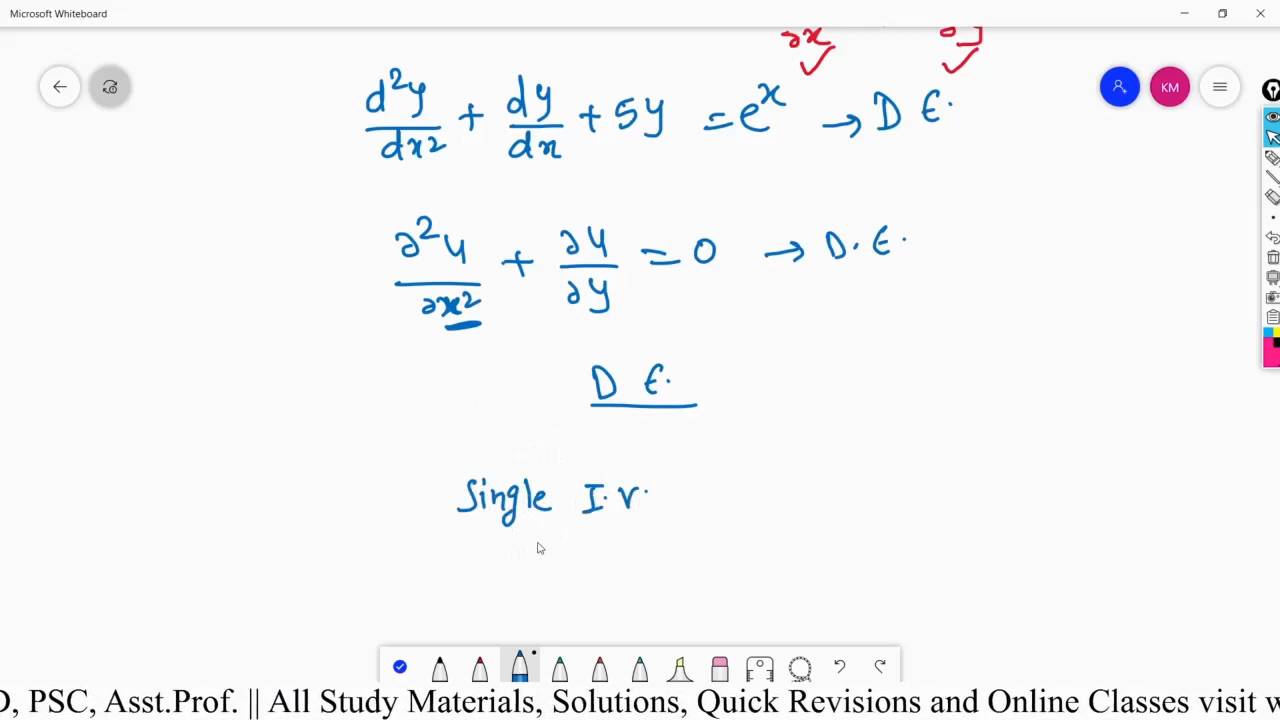 Microsoft Whiteboard
∂x
d²y/dx² + dy/dx + 5y = eˣ → D E.
KM
∂²u/∂x² + ∂u/∂y = 0 → D. E.
D E.
Single I. V.
D, PSC, Asst.Prof. || All Study Materials, Solutions, Quick Revisions and Online Classes visit w